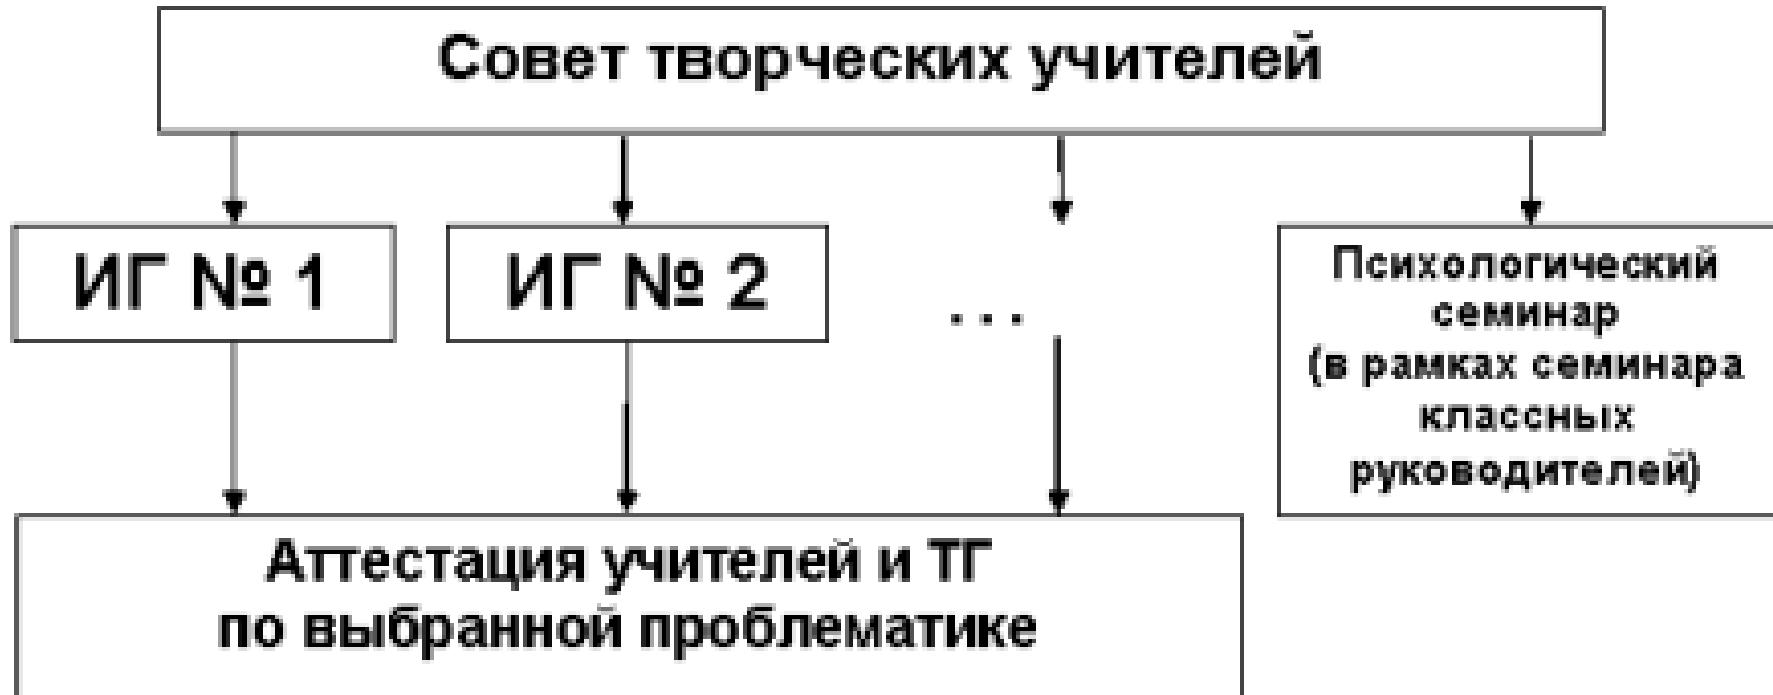 Совет творческих учителей
ИГ № 1
ИГ № 2
...
Психологический
семинар
(в рамках семинара
классных
руководителей)
Аттестация учителей и ТГ
по выбранной проблематике